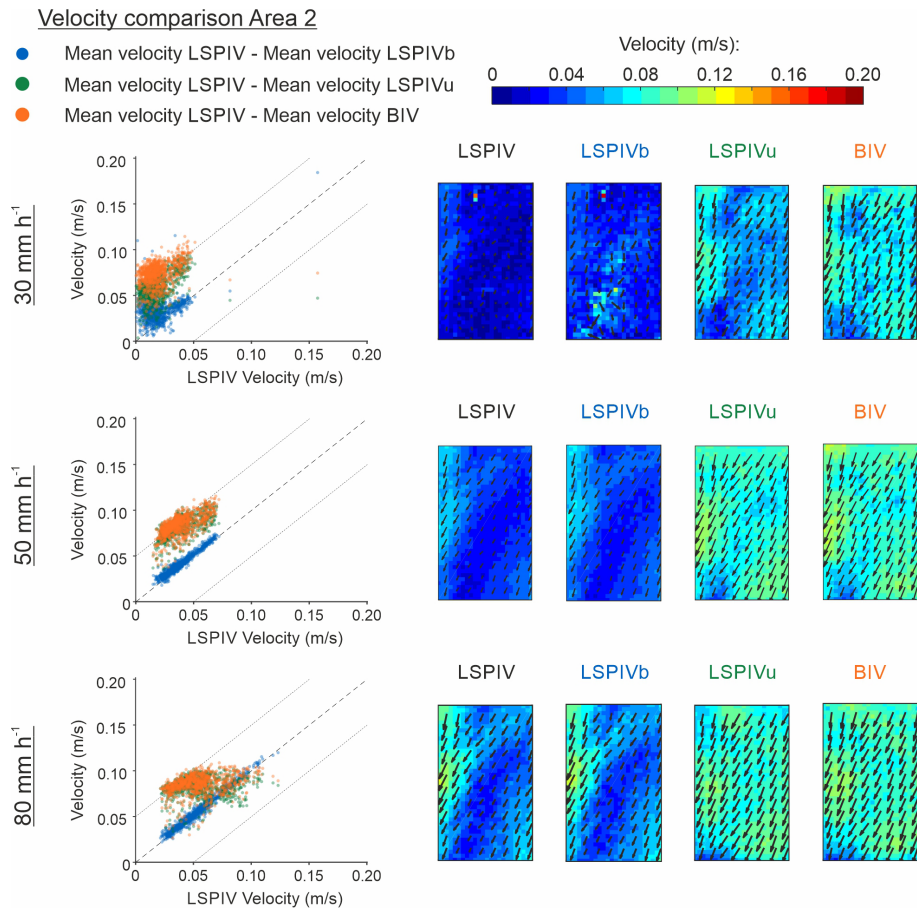 Velocity comparison Area 2
Mean velocity LSPIV - Mean velocity LSPIVb
Mean velocity LSPIV - Mean velocity LSPIVu
Mean velocity LSPIV - Mean velocity BIV
Velocity (m/s):
0 0.04 0.08 0.12 0.16 0.20
30 mm h⁻¹
Velocity (m/s)
0.20
0.15
0.10
0.05
0
0 0.05 0.10 0.15 0.20
LSPIV Velocity (m/s)
LSPIV LSPIVb LSPIVu BIV
50 mm h⁻¹
Velocity (m/s)
0.20
0.15
0.10
0.05
0
0 0.05 0.10 0.15 0.20
LSPIV Velocity (m/s)
LSPIV LSPIVb LSPIVu BIV
80 mm h⁻¹
Velocity (m/s)
0.20
0.15
0.10
0.05
0
0 0.05 0.10 0.15 0.20
LSPIV Velocity (m/s)
LSPIV LSPIVb LSPIVu BIV